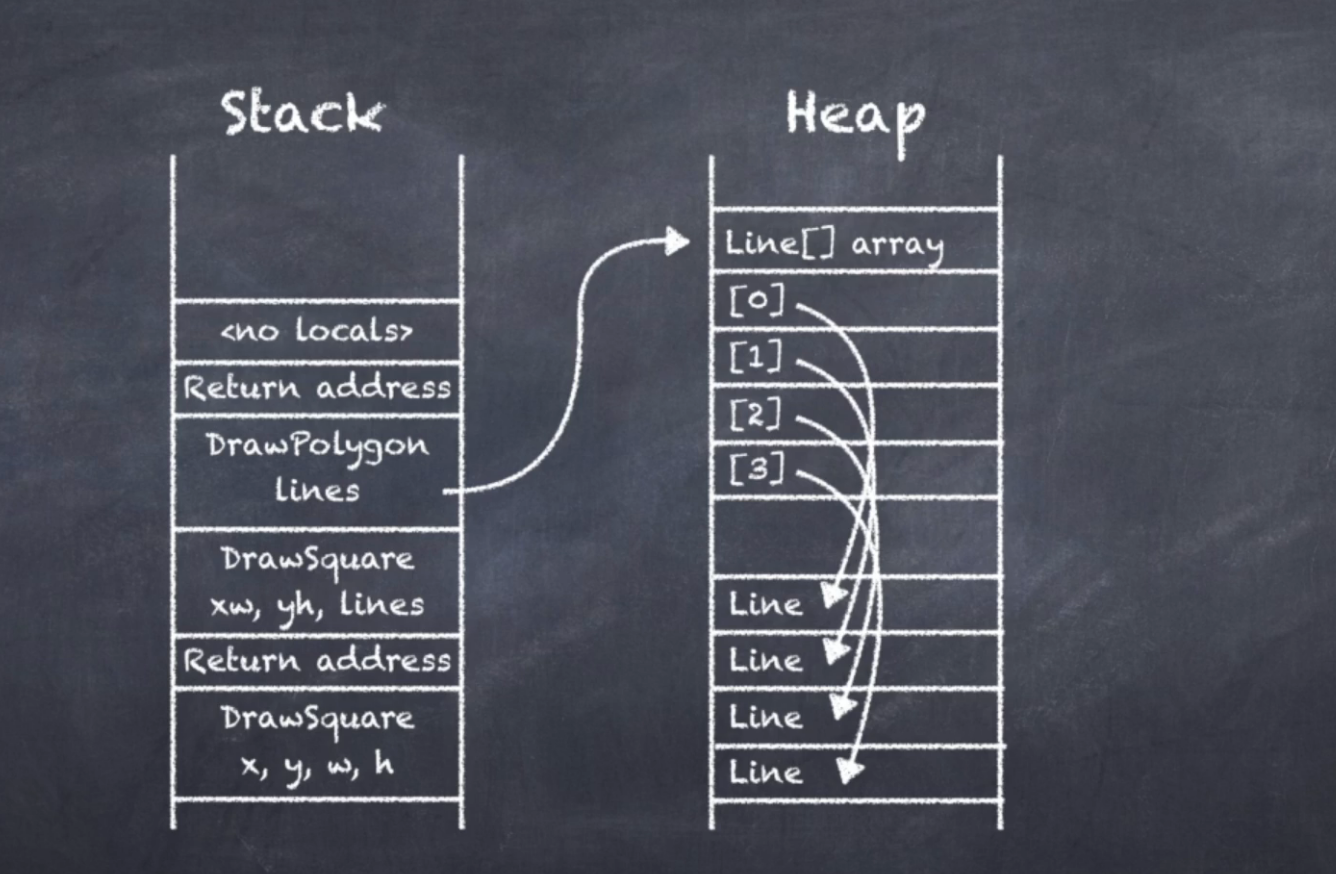 Stack
<no locals>
Return address
DrawPolygon
lines
DrawSquare
xw, yh, lines
Return address
DrawSquare
x, y, w, h
Heap
Line[] array
[0]
[1]
[2]
[3]
Line
Line
Line
Line